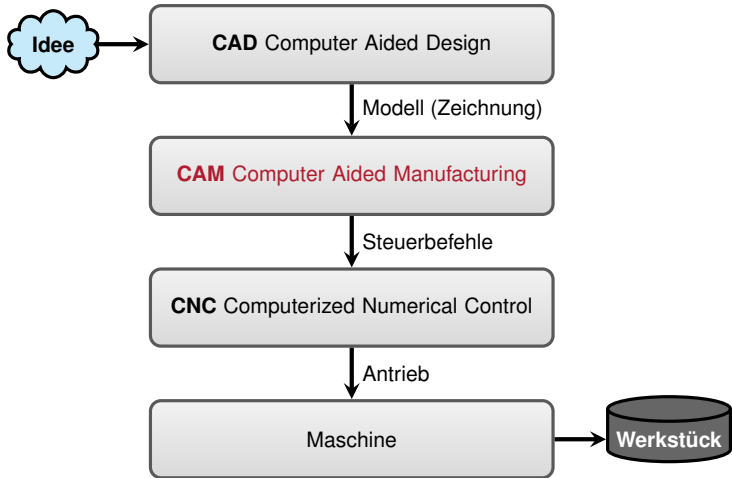 Idee
CAD Computer Aided Design
Modell (Zeichnung)
CAM Computer Aided Manufacturing
Steuerbefehle
CNC Computerized Numerical Control
Antrieb
Maschine
Werkstück